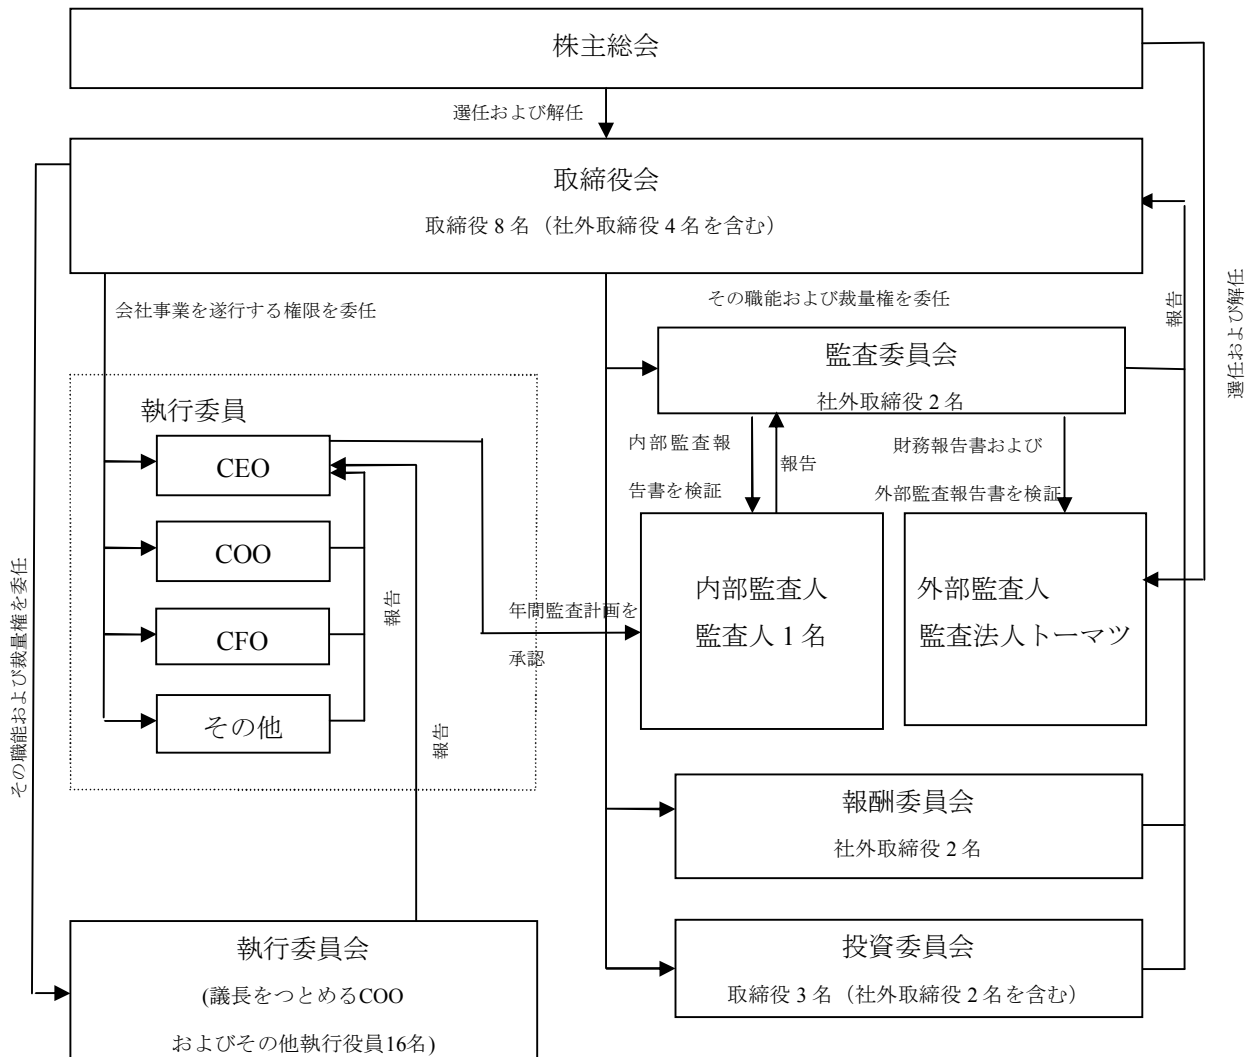 株主総会
選任および解任
取締役会
取締役 8 名（社外取締役 4 名を含む）
会社事業を遂行する権限を委任
その職能および裁量権を委任
報告
選任および解任
監査委員会
社外取締役 2 名
執行委員
CEO
COO
CFO
その他
報告
報告
その職能および裁量権を委任
内部監査報
告書を検証
報告
財務報告書および
外部監査報告書を検証
年間監査計画を
承認
内部監査人
監査人 1 名
外部監査人
監査法人トーマツ
報酬委員会
社外取締役 2 名
執行委員会
(議長をつとめるCOO
およびその他執行役員16名)
投資委員会
取締役 3 名（社外取締役 2 名を含む）